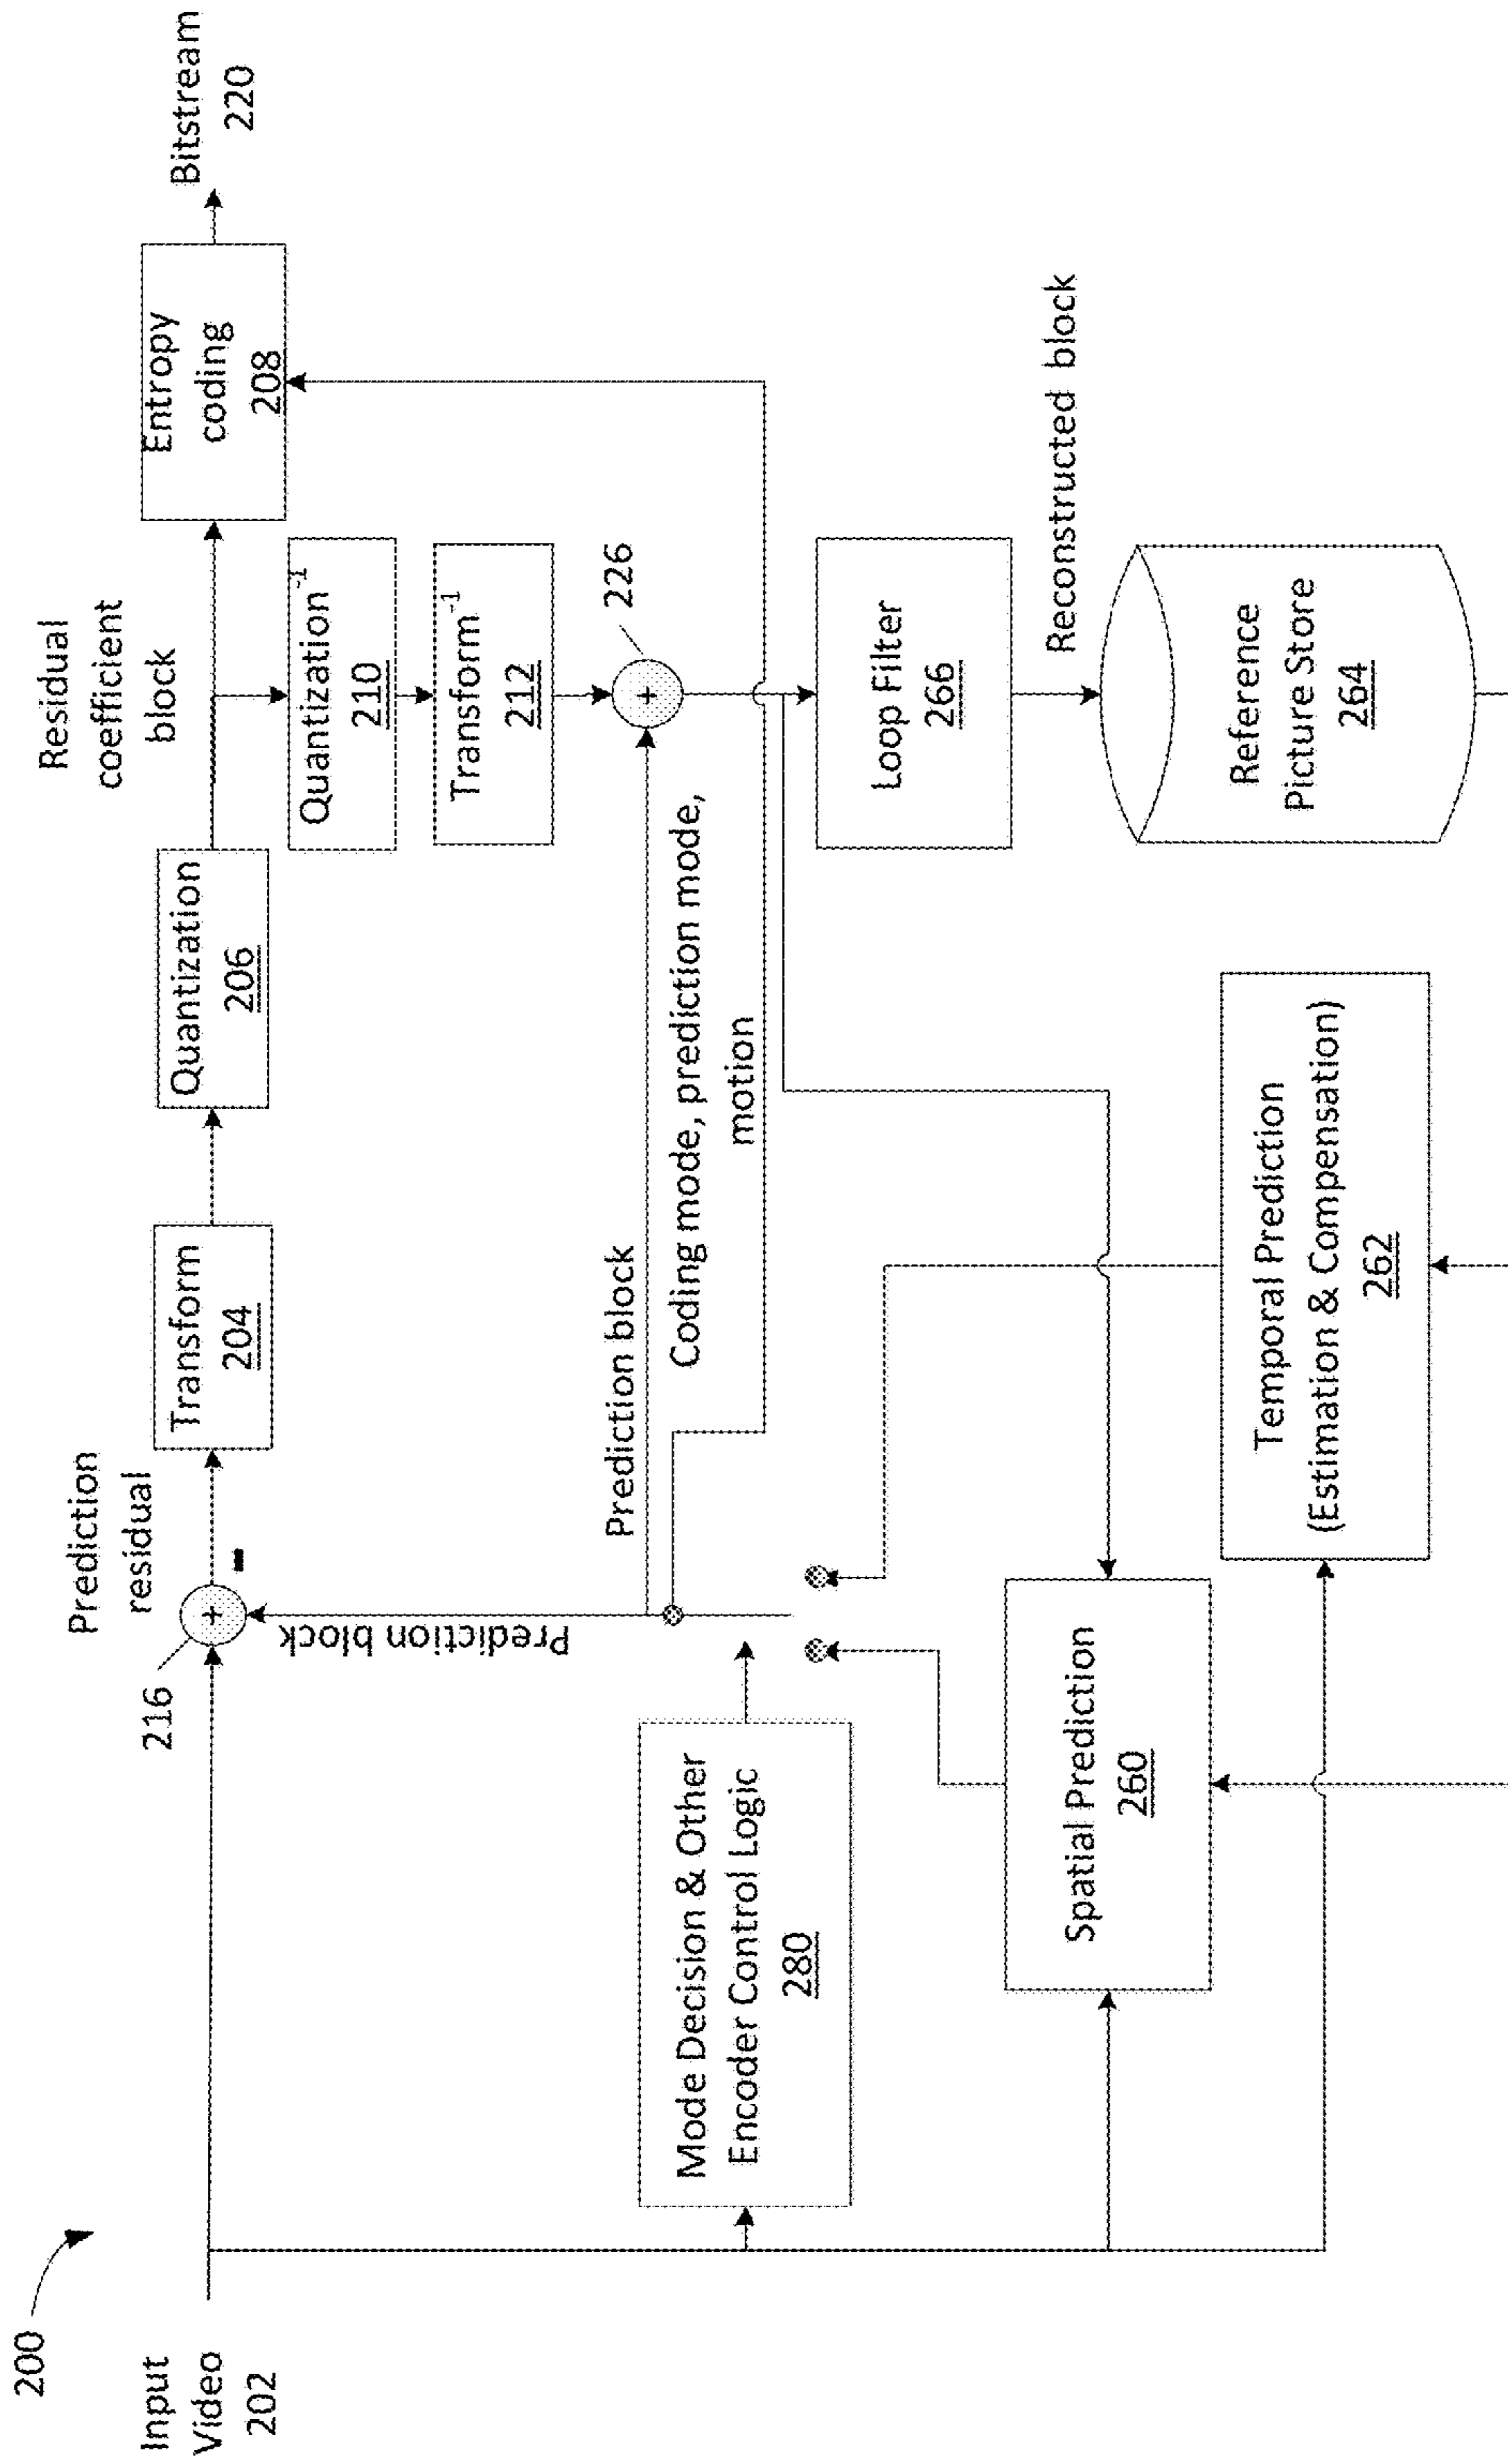 200
Input
Video
202
216
Prediction
residual
Transform
204
Quantization
206
Residual
coefficient
block
Entropy
coding
208
Bitstream
220
Quantization-1
210
Transform-1
212
+
-
+
226
Prediction block
Prediction block
Coding mode, prediction mode,
motion
Mode Decision & Other
Encoder Control Logic
280
Spatial Prediction
260
Temporal Prediction
(Estimation & Compensation)
262
Loop Filter
266
Reconstructed block
Reference
Picture Store
264